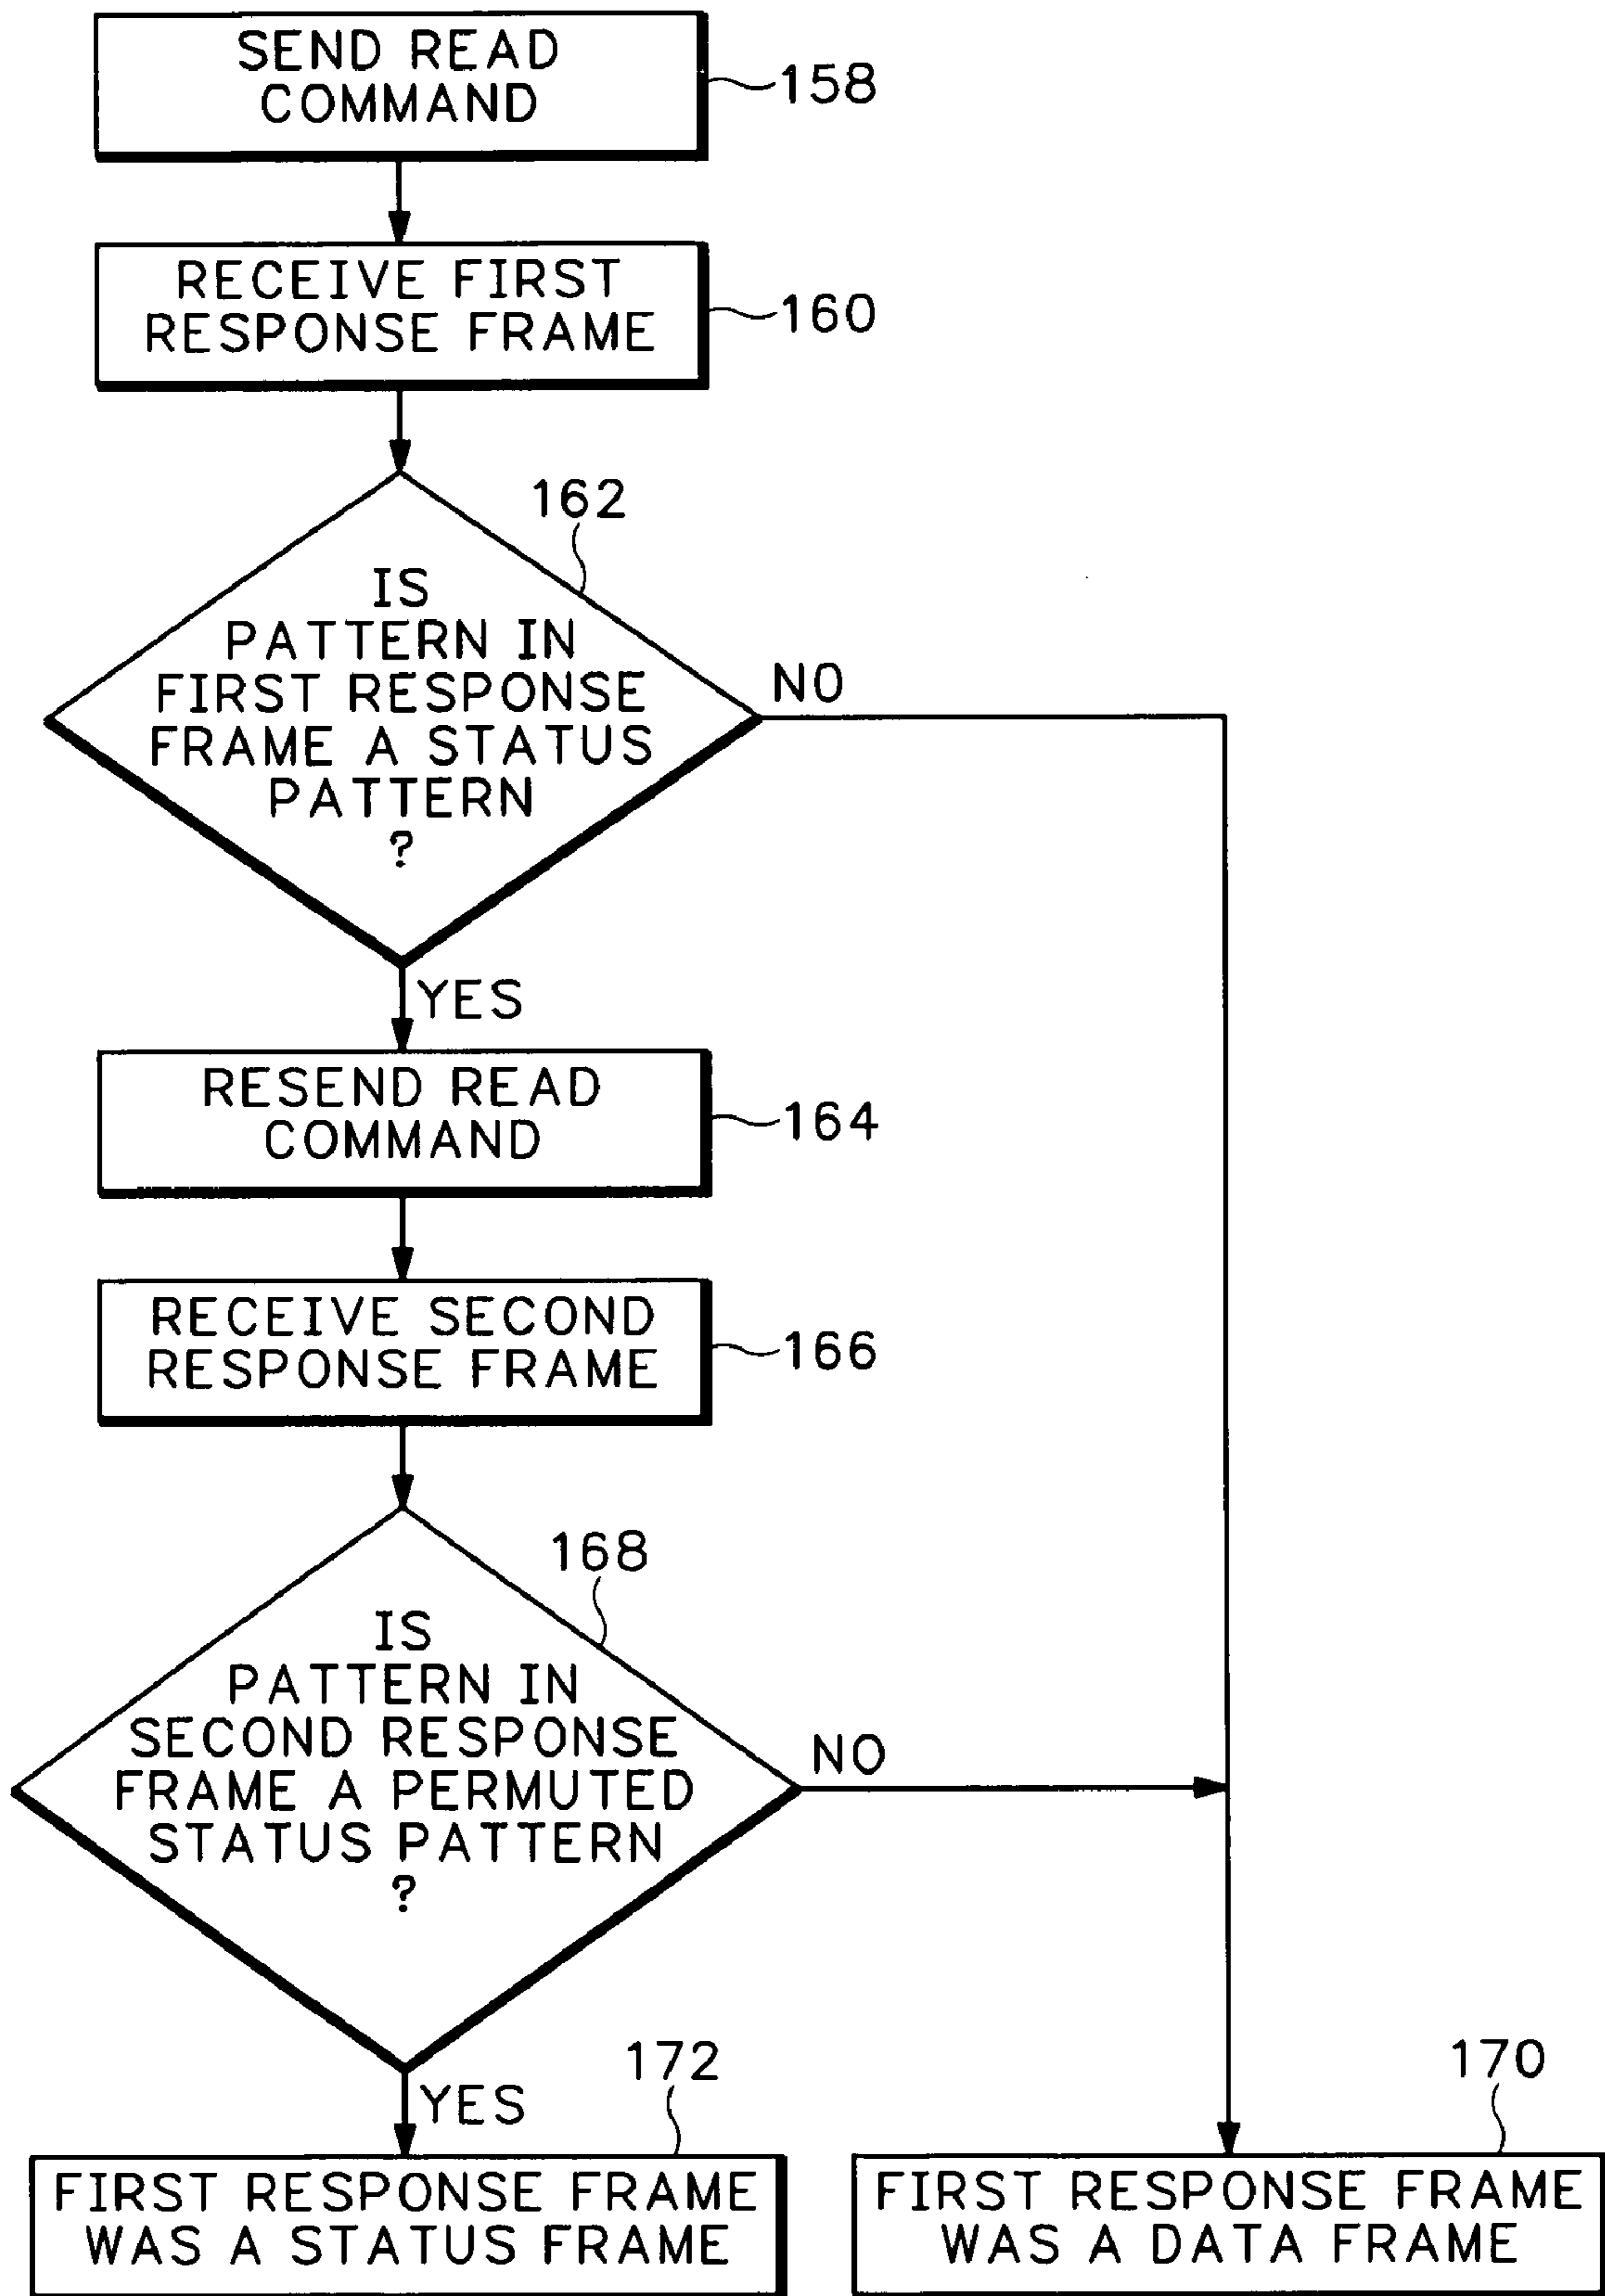 SEND READ
COMMAND
158
RECEIVE FIRST
RESPONSE FRAME
160
162
IS
PATTERN IN
FIRST RESPONSE
FRAME A STATUS
PATTERN
?
NO
YES
RESEND READ
COMMAND
164
RECEIVE SECOND
RESPONSE FRAME
166
168
IS
PATTERN IN
SECOND RESPONSE
FRAME A PERMUTED
STATUS PATTERN
?
NO
YES
172
FIRST RESPONSE FRAME
WAS A STATUS FRAME
170
FIRST RESPONSE FRAME
WAS A DATA FRAME